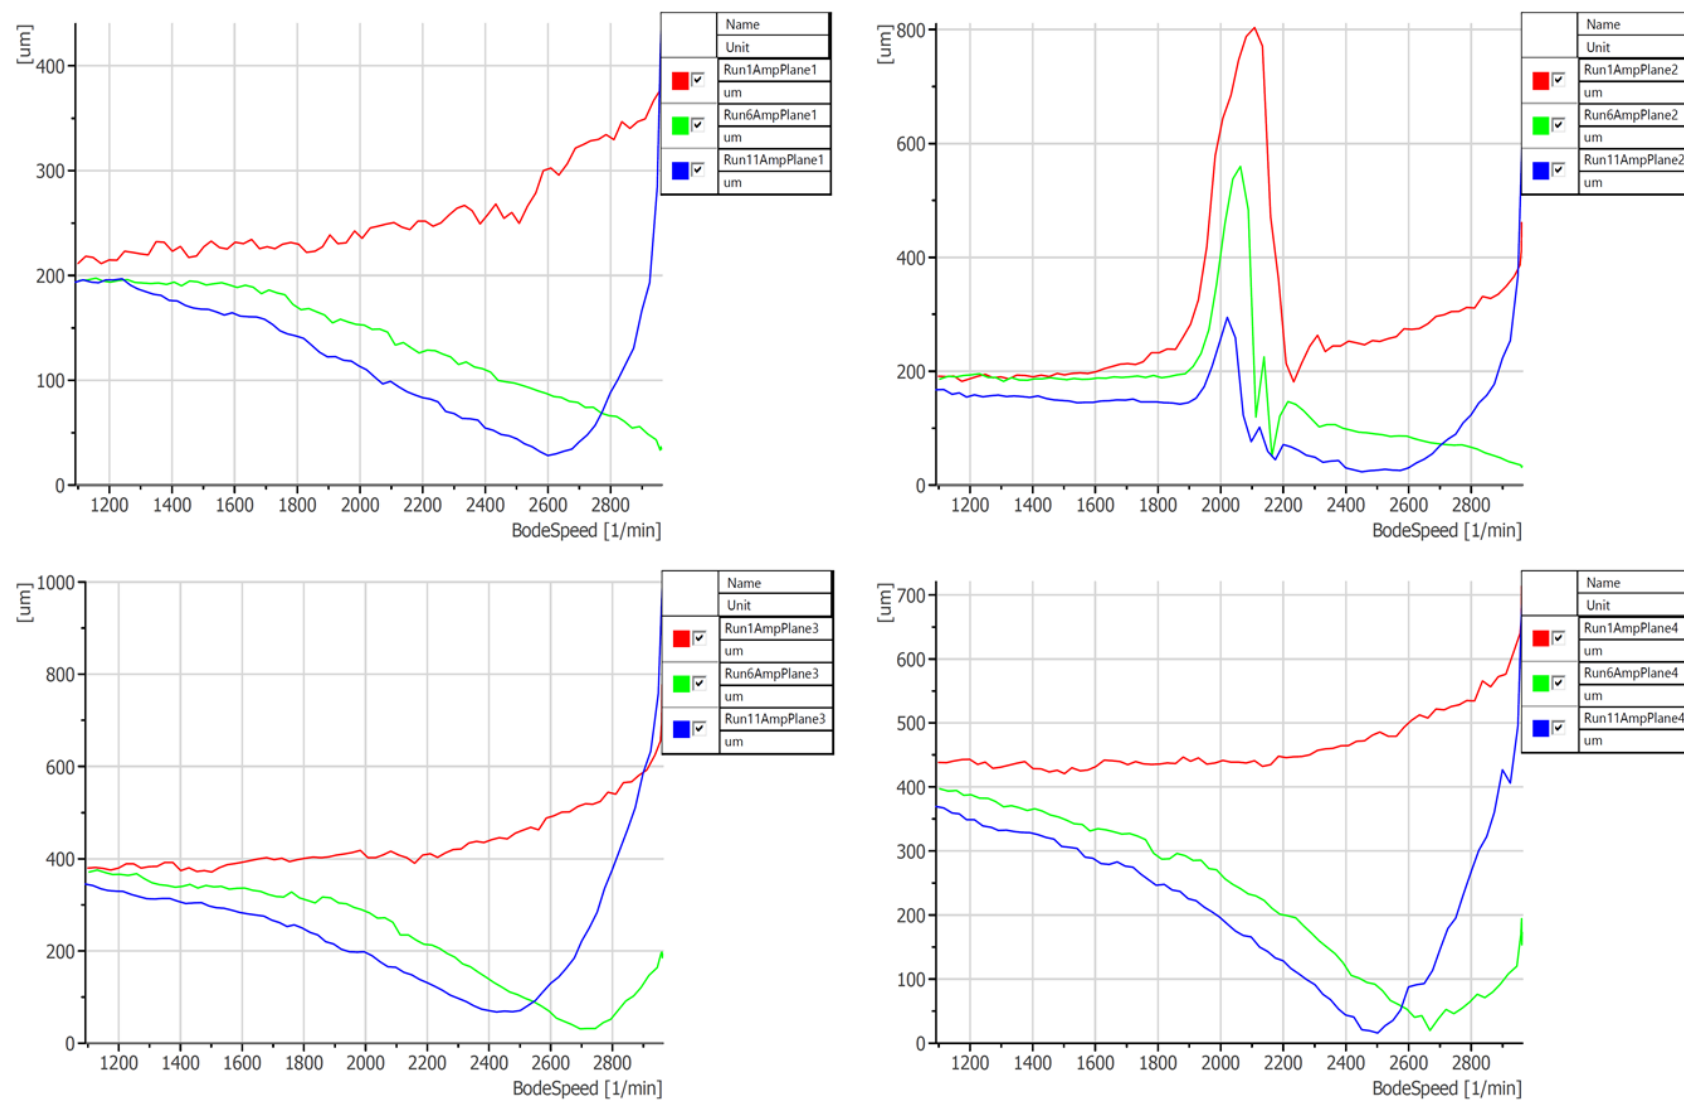 [um]
400
300
200
100
0
1200 1400 1600 1800 2000 2200 2400 2600 2800
BodeSpeed [1/min]
Name
Unit
Run1AmpPlane1
um
Run6AmpPlane1
um
Run11AmpPlane1
um
[um]
800
600
400
200
0
1200 1400 1600 1800 2000 2200 2400 2600 2800
BodeSpeed [1/min]
Name
Unit
Run1AmpPlane2
um
Run6AmpPlane2
um
Run11AmpPlane2
um
[um]
1000
800
600
400
200
0
1200 1400 1600 1800 2000 2200 2400 2600 2800
BodeSpeed [1/min]
Name
Unit
Run1AmpPlane3
um
Run6AmpPlane3
um
Run11AmpPlane3
um
[um]
700
600
500
400
300
200
100
0
1200 1400 1600 1800 2000 2200 2400 2600 2800
BodeSpeed [1/min]
Name
Unit
Run1AmpPlane4
um
Run6AmpPlane4
um
Run11AmpPlane4
um